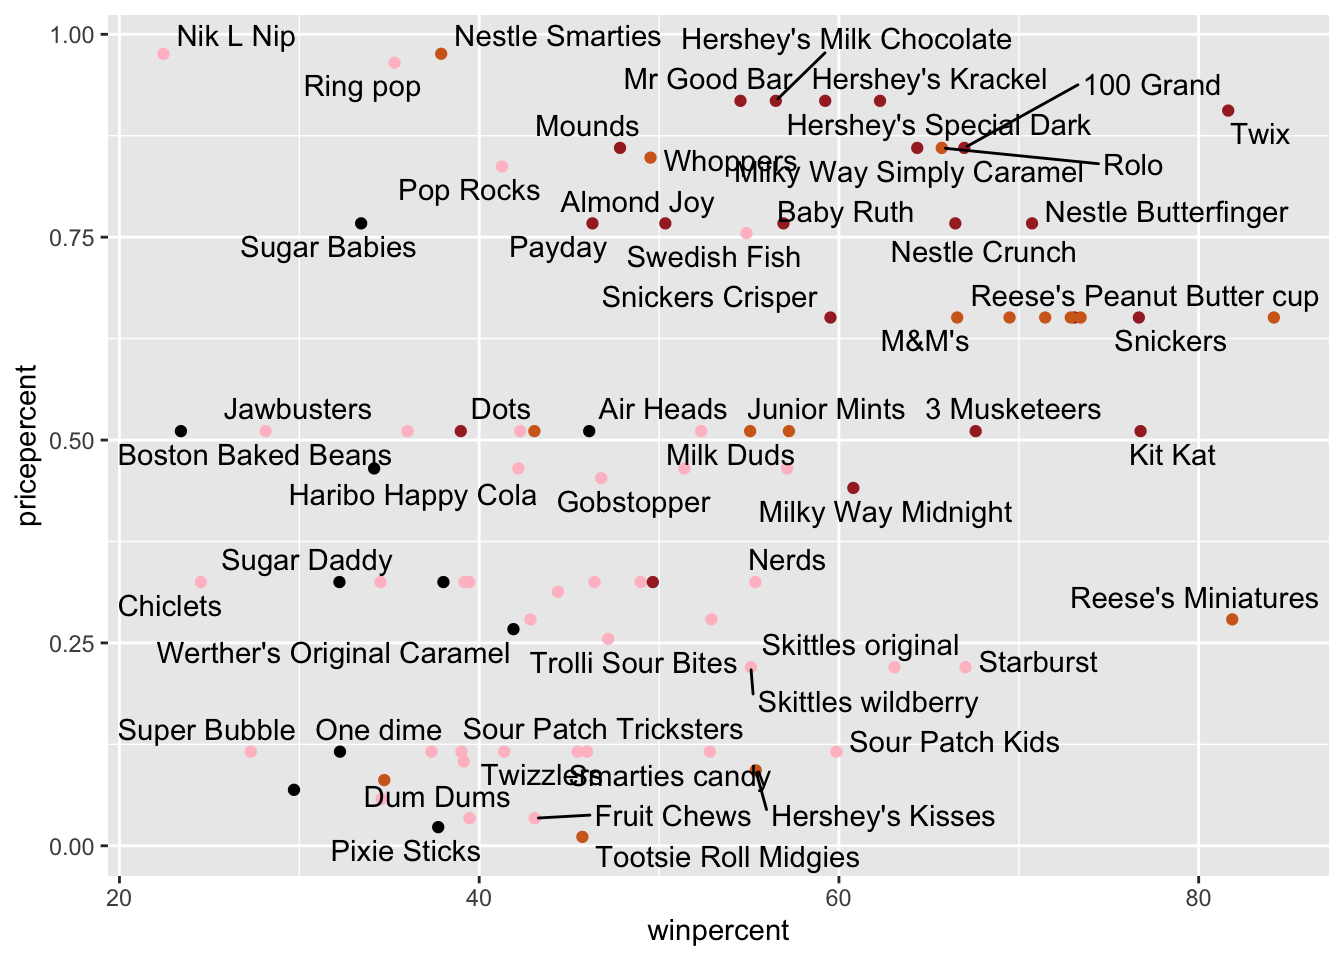 1.00
Nik L Nip
Nestle Smarties
Hershey's Milk Chocolate
Ring pop
Mr Good Bar
Hershey's Krackel
100 Grand
Mounds
Hershey's Special Dark
Twix
Whoppers
Milky Way Simply Caramel
Rolo
Pop Rocks
Almond Joy
Baby Ruth
Nestle Butterfinger
0.75
Sugar Babies
Payday
Swedish Fish
Nestle Crunch
Snickers Crisper
Reese's Peanut Butter cup
M&M's
Snickers
Jawbusters
Dots
Air Heads
Junior Mints
3 Musketeers
0.50
Boston Baked Beans
Milk Duds
Kit Kat
Haribo Happy Cola
Gobstopper
Milky Way Midnight
pricepercent
Sugar Daddy
Nerds
Chiclets
Reese's Miniatures
0.25
Werther's Original Caramel
Trolli Sour Bites
Skittles original
Starburst
Skittles wildberry
Super Bubble
One dime
Sour Patch Tricksters
Sour Patch Kids
Twizzlers
Smarties candy
Dum Dums
Fruit Chews
Hershey's Kisses
0.00
Pixie Sticks
Tootsie Roll Midgies
20
40
60
80
winpercent